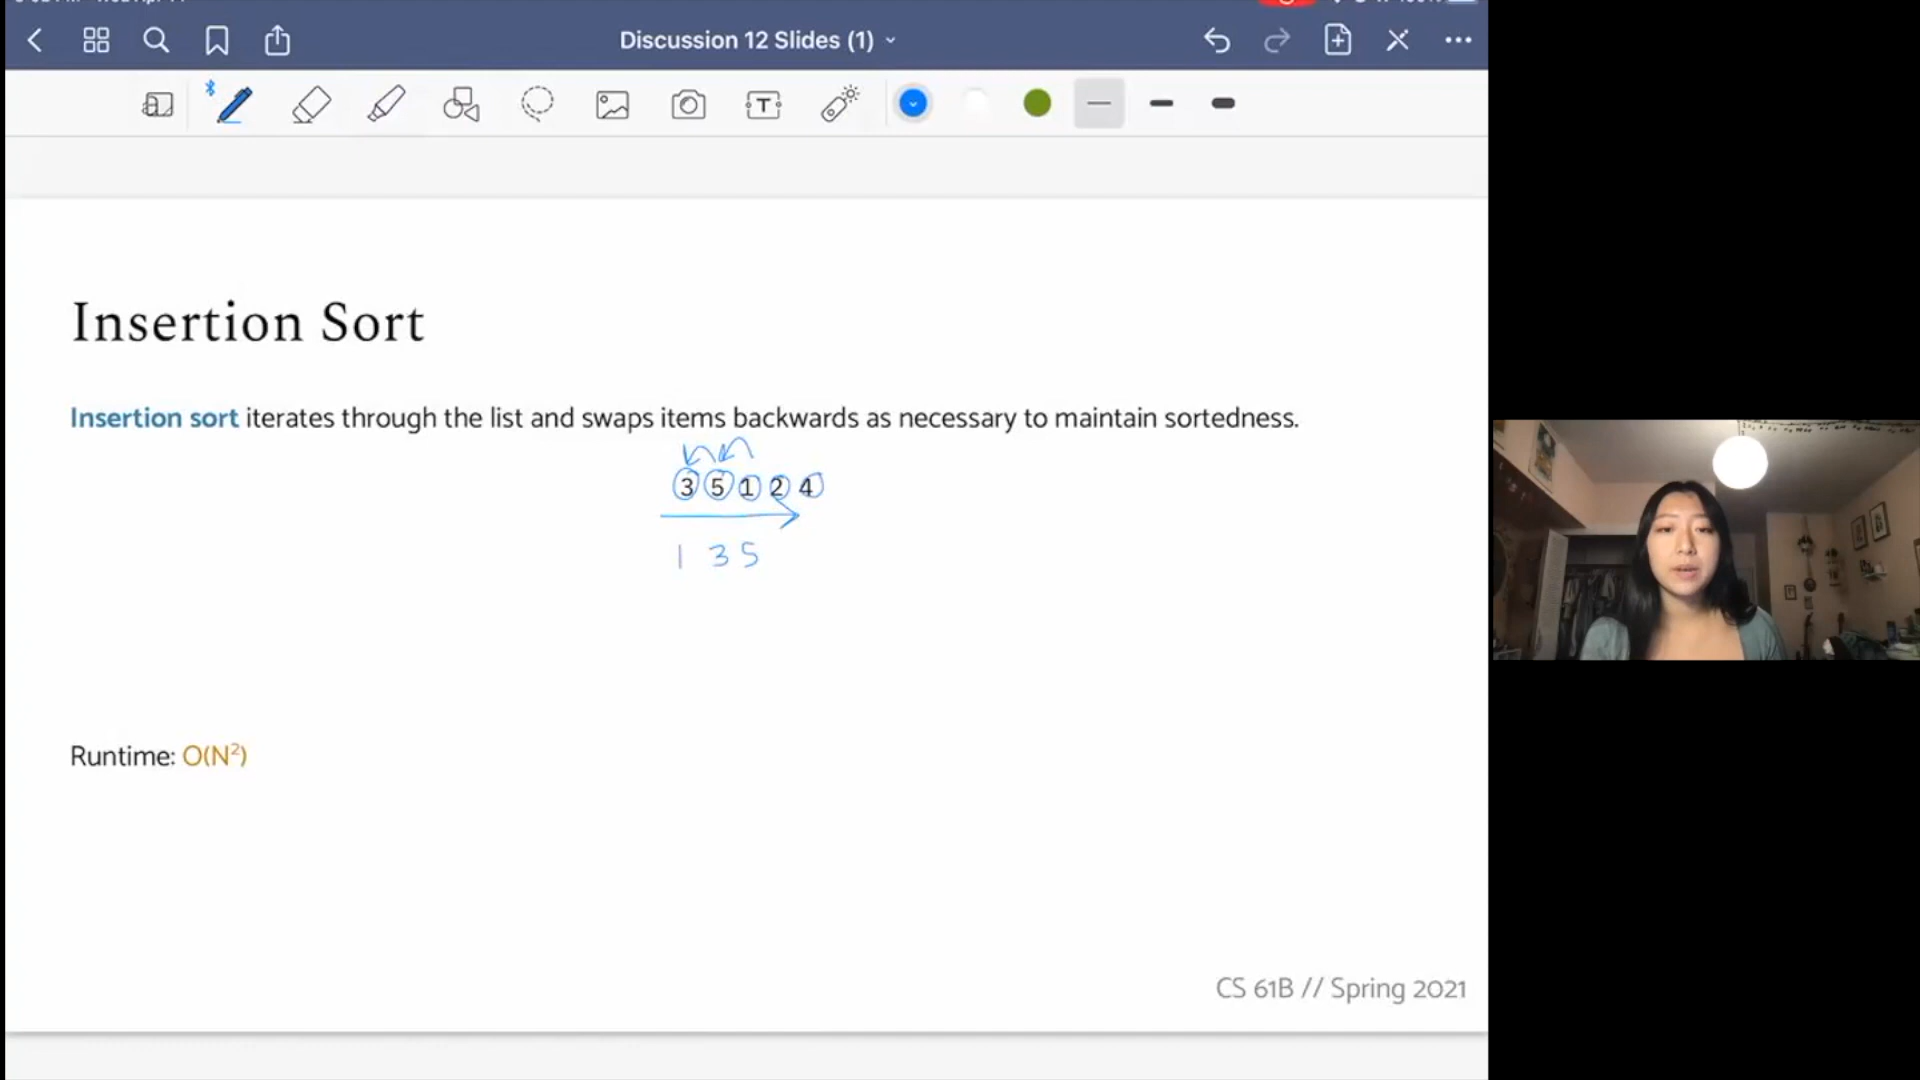 Discussion 12 Slides (1)
T
Insertion Sort
Insertion sort iterates through the list and swaps items backwards as necessary to maintain sortedness.
3 5 1 2 4
1 3 5
Runtime: O(N²)
CS 61B // Spring 2021